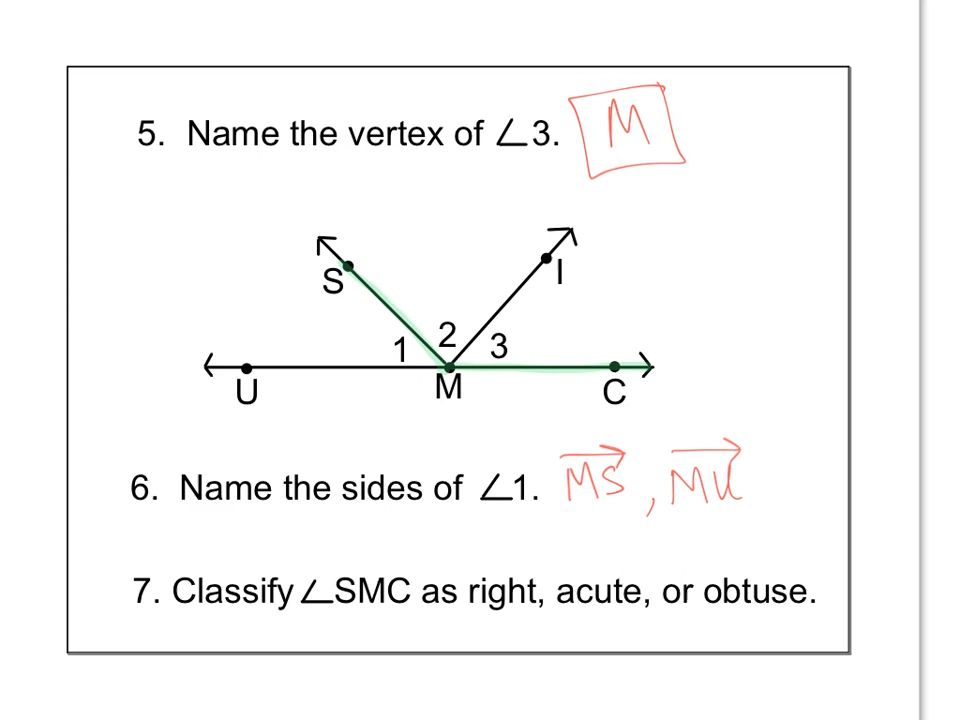 5. Name the vertex of ∠3. M
S
I
1 2 3
U M C
6. Name the sides of ∠1. MS, MU
7. Classify ∠SMC as right, acute, or obtuse.